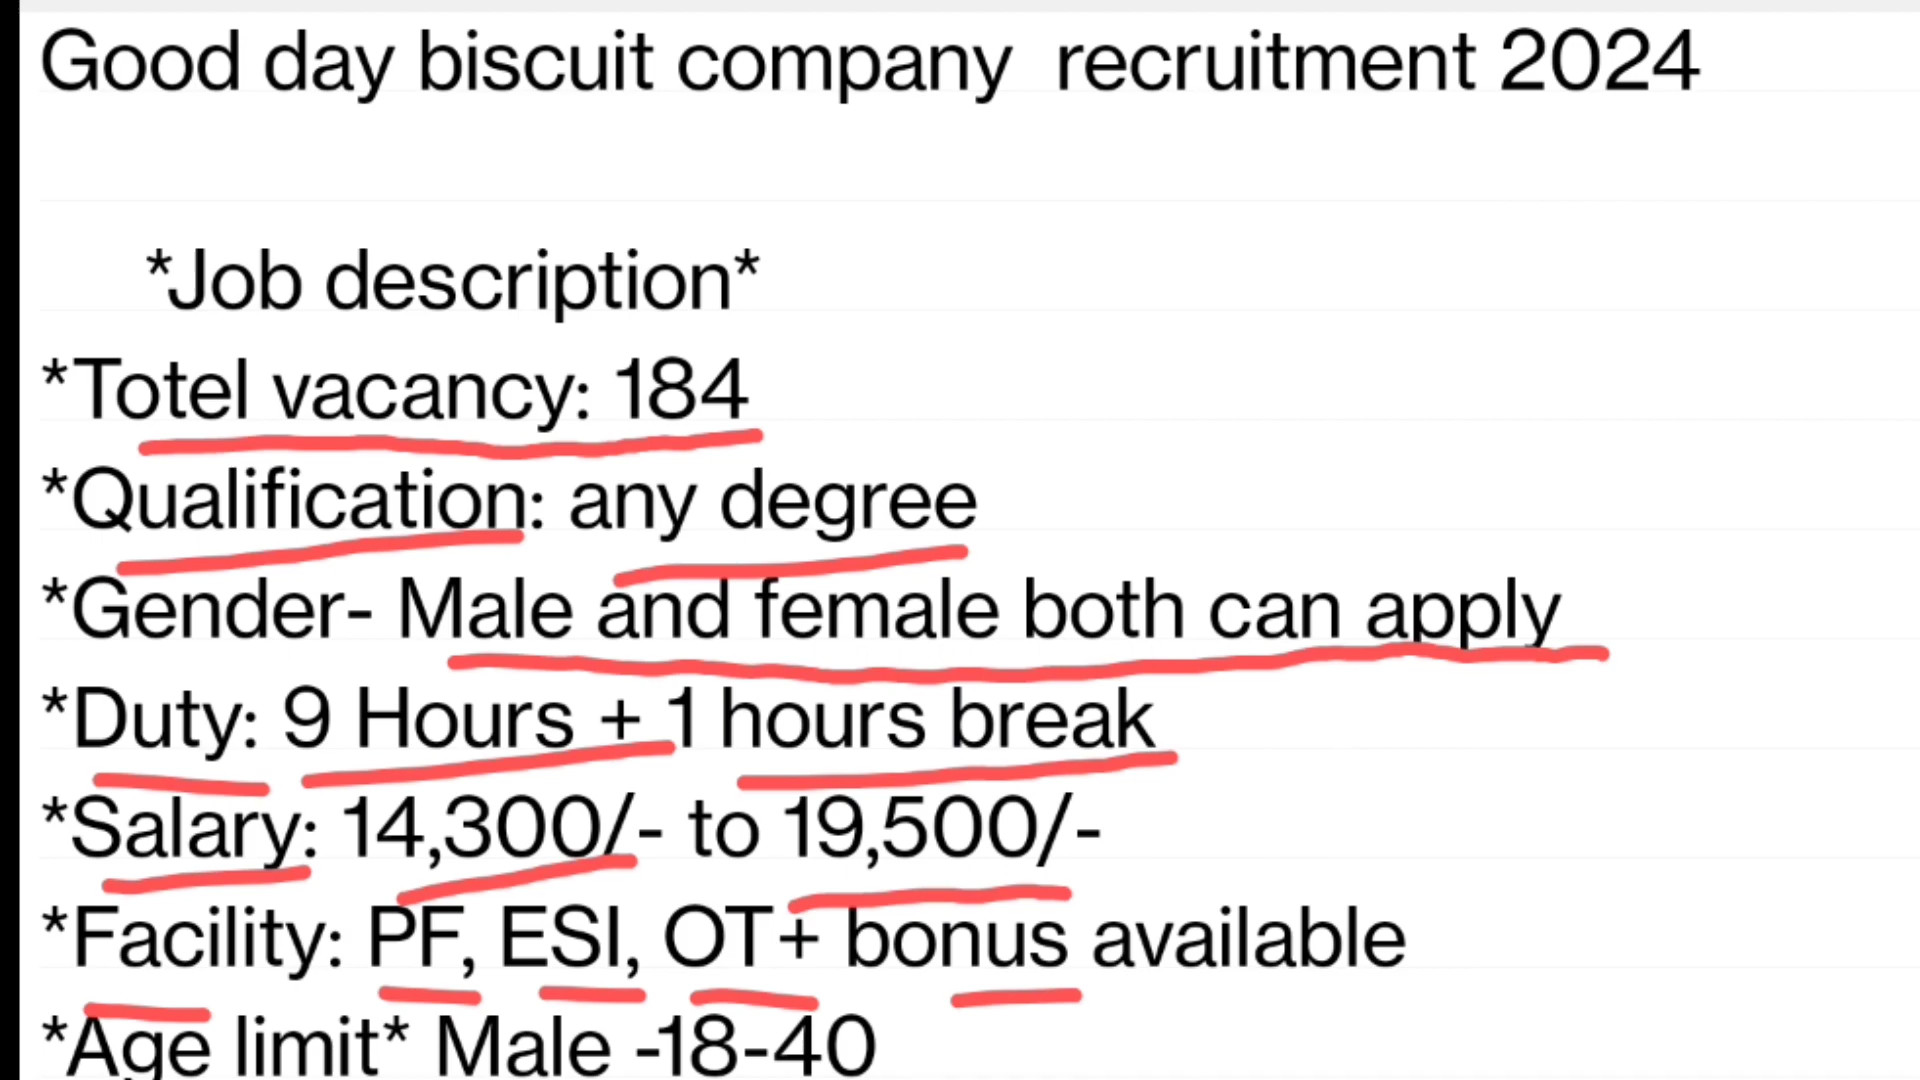 Good day biscuit company recruitment 2024
*Job description*
*Totel vacancy: 184
*Qualification: any degree
*Gender- Male and female both can apply
*Duty: 9 Hours + 1 hours break
*Salary: 14,300/- to 19,500/-
*Facility: PF, ESI, OT+ bonus available
*Age limit* Male -18-40